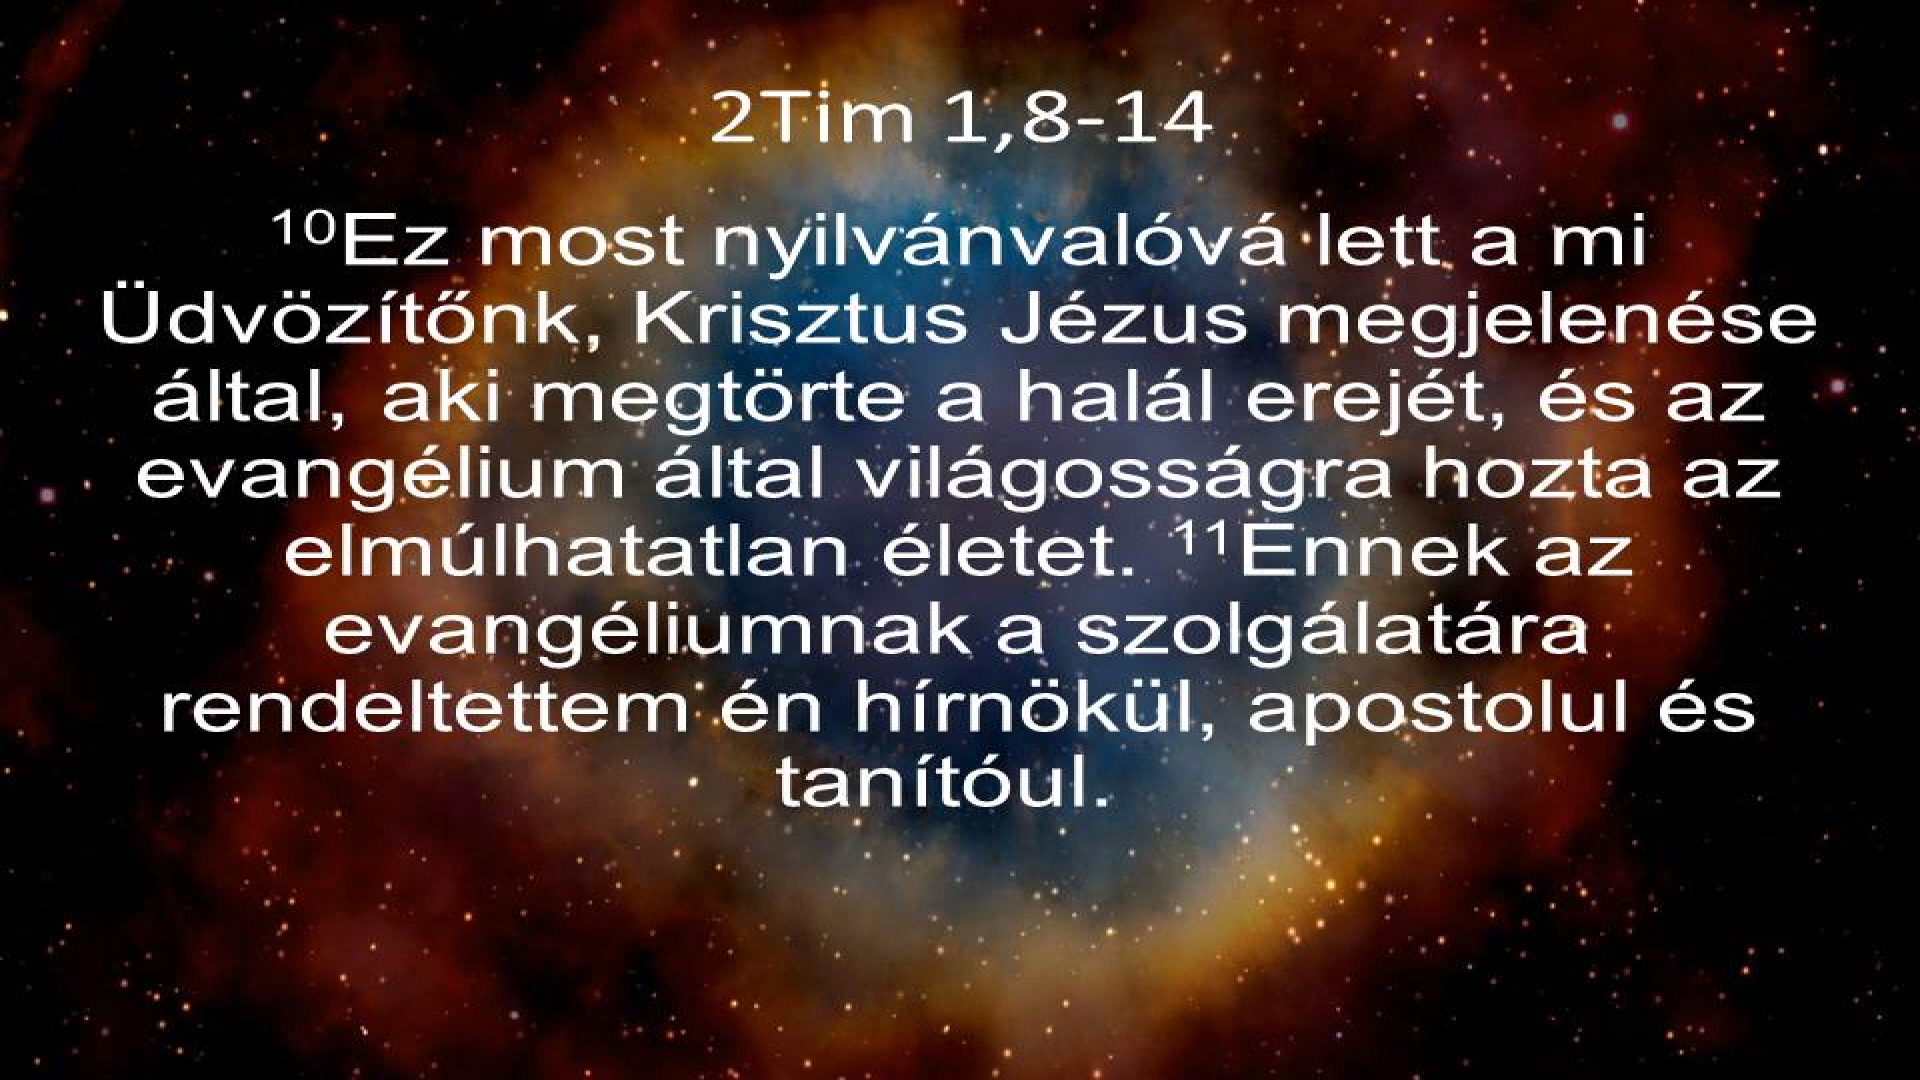 2Tim 1,8-14
¹⁰Ez most nyilvánvalóvá lett a mi
Üdvözítőnk, Krisztus Jézus megjelenése
által, aki megtörte a halál erejét, és az
evangélium által világosságra hozta az
elmúlhatatlan életet. ¹¹Ennek az
evangéliumnak a szolgálatára
rendeltettem én hírnökül, apostolul és
tanítóul.